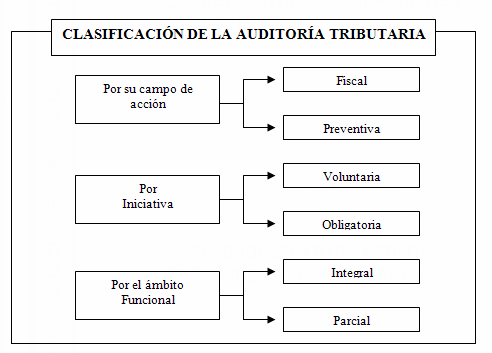 CLASIFICACIÓN DE LA AUDITORÍA TRIBUTARIA
Por su campo de
acción
Fiscal
Preventiva
Por
Iniciativa
Voluntaria
Obligatoria
Por el ámbito
Funcional
Integral
Parcial